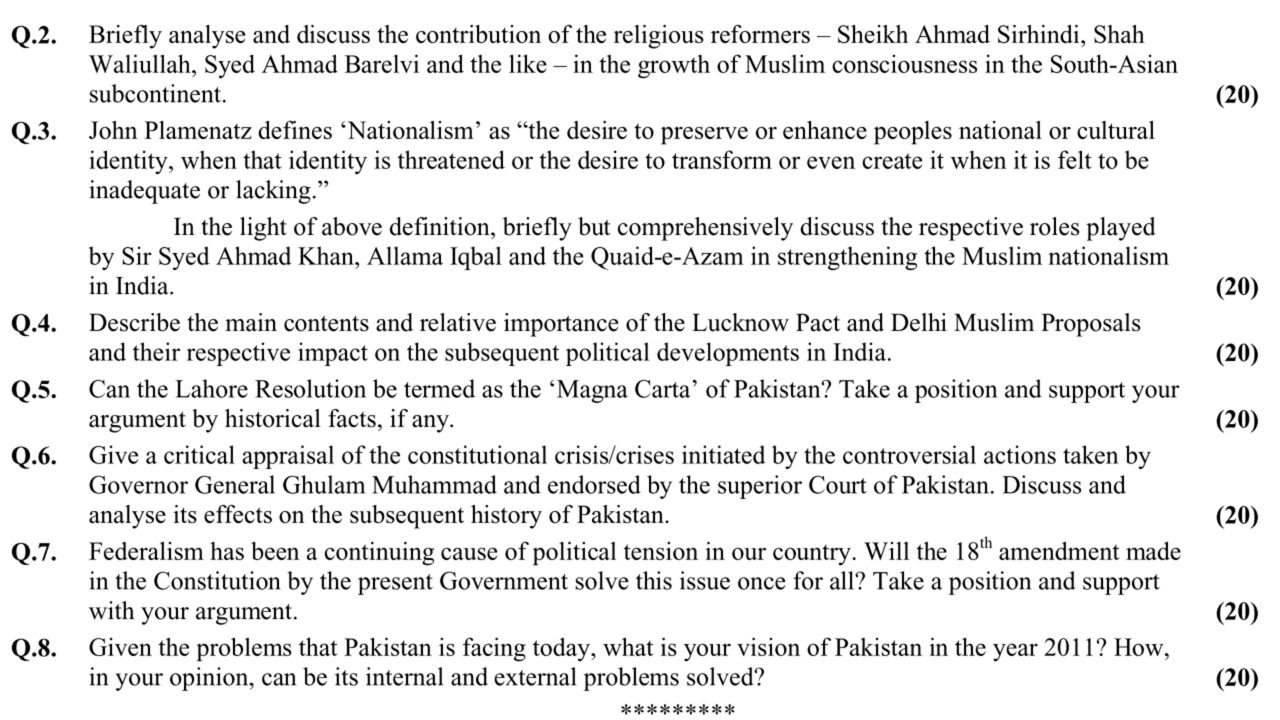 Q.2. Briefly analyse and discuss the contribution of the religious reformers – Sheikh Ahmad Sirhindi, Shah
Waliullah, Syed Ahmad Barelvi and the like – in the growth of Muslim consciousness in the South-Asian
subcontinent. (20)
Q.3. John Plamenatz defines ‘Nationalism’ as “the desire to preserve or enhance peoples national or cultural
identity, when that identity is threatened or the desire to transform or even create it when it is felt to be
inadequate or lacking.”
In the light of above definition, briefly but comprehensively discuss the respective roles played
by Sir Syed Ahmad Khan, Allama Iqbal and the Quaid-e-Azam in strengthening the Muslim nationalism
in India. (20)
Q.4. Describe the main contents and relative importance of the Lucknow Pact and Delhi Muslim Proposals
and their respective impact on the subsequent political developments in India. (20)
Q.5. Can the Lahore Resolution be termed as the ‘Magna Carta’ of Pakistan? Take a position and support your
argument by historical facts, if any. (20)
Q.6. Give a critical appraisal of the constitutional crisis/crises initiated by the controversial actions taken by
Governor General Ghulam Muhammad and endorsed by the superior Court of Pakistan. Discuss and
analyse its effects on the subsequent history of Pakistan. (20)
Q.7. Federalism has been a continuing cause of political tension in our country. Will the 18th amendment made
in the Constitution by the present Government solve this issue once for all? Take a position and support
with your argument. (20)
Q.8. Given the problems that Pakistan is facing today, what is your vision of Pakistan in the year 2011? How,
in your opinion, can be its internal and external problems solved? (20)
*********